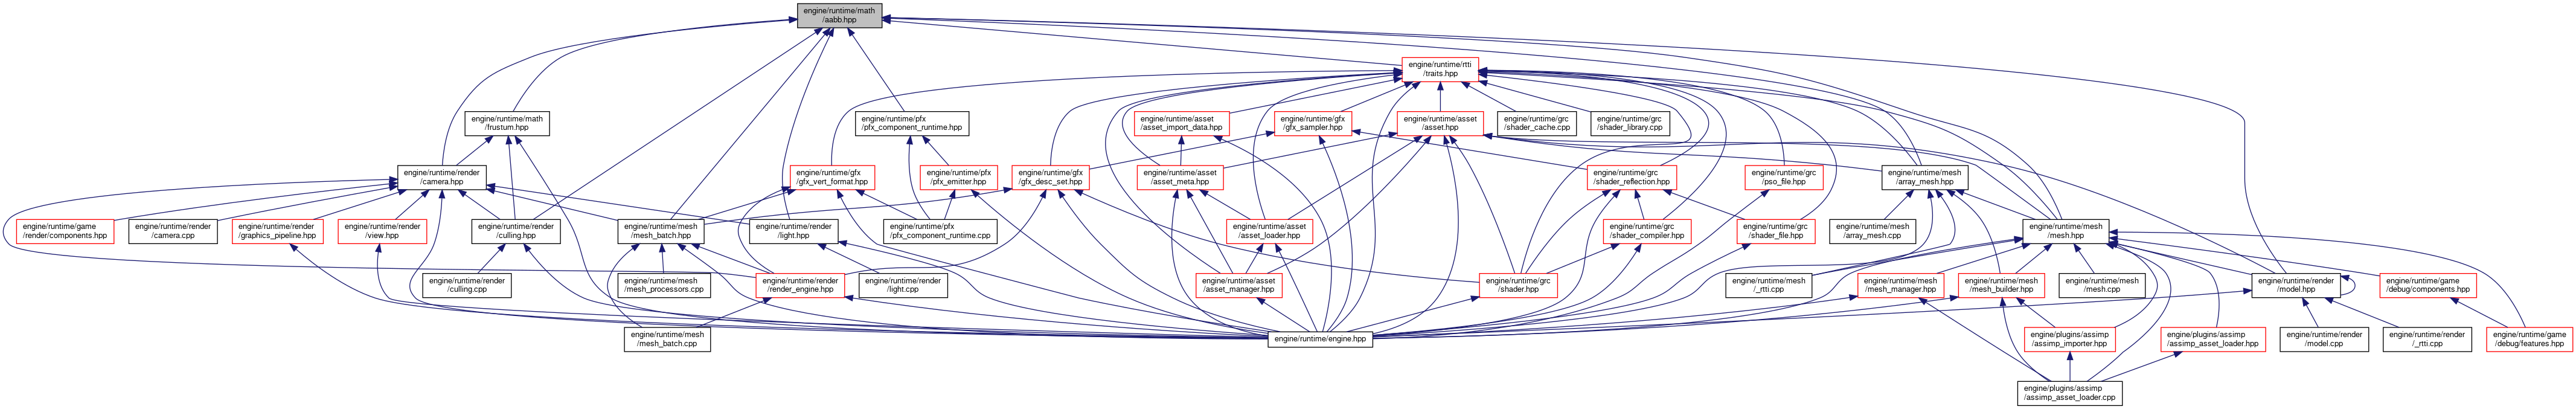 engine/runtime/math
/aabb.hpp
engine/runtime/rtti
/traits.hpp
engine/runtime/math
/frustum.hpp
engine/runtime/pfx
/pfx_component_runtime.hpp
engine/runtime/asset
/asset_import_data.hpp
engine/runtime/gfx
/gfx_sampler.hpp
engine/runtime/asset
/asset.hpp
engine/runtime/grc
/shader_cache.cpp
engine/runtime/grc
/shader_library.cpp
engine/runtime/render
/camera.hpp
engine/runtime/gfx
/gfx_vert_format.hpp
engine/runtime/pfx
/pfx_emitter.hpp
engine/runtime/gfx
/gfx_desc_set.hpp
engine/runtime/asset
/asset_meta.hpp
engine/runtime/grc
/shader_reflection.hpp
engine/runtime/grc
/pso_file.hpp
engine/runtime/mesh
/array_mesh.hpp
engine/runtime/game
/render/components.hpp
engine/runtime/render
/camera.cpp
engine/runtime/render
/graphics_pipeline.hpp
engine/runtime/render
/view.hpp
engine/runtime/render
/culling.hpp
engine/runtime/mesh
/mesh_batch.hpp
engine/runtime/render
/light.hpp
engine/runtime/pfx
/pfx_component_runtime.cpp
engine/runtime/asset
/asset_loader.hpp
engine/runtime/grc
/shader_compiler.hpp
engine/runtime/grc
/shader_file.hpp
engine/runtime/mesh
/array_mesh.cpp
engine/runtime/mesh
/mesh.hpp
engine/runtime/render
/culling.cpp
engine/runtime/mesh
/mesh_processors.cpp
engine/runtime/render
/render_engine.hpp
engine/runtime/render
/light.cpp
engine/runtime/asset
/asset_manager.hpp
engine/runtime/grc
/shader.hpp
engine/runtime/mesh
/_rtti.cpp
engine/runtime/mesh
/mesh_manager.hpp
engine/runtime/mesh
/mesh_builder.hpp
engine/runtime/mesh
/mesh.cpp
engine/runtime/render
/model.hpp
engine/runtime/game
/debug/components.hpp
engine/runtime/mesh
/mesh_batch.cpp
engine/runtime/engine.hpp
engine/plugins/assimp
/assimp_importer.hpp
engine/plugins/assimp
/assimp_asset_loader.hpp
engine/runtime/render
/model.cpp
engine/runtime/render
/_rtti.cpp
engine/runtime/game
/debug/features.hpp
engine/plugins/assimp
/assimp_asset_loader.cpp